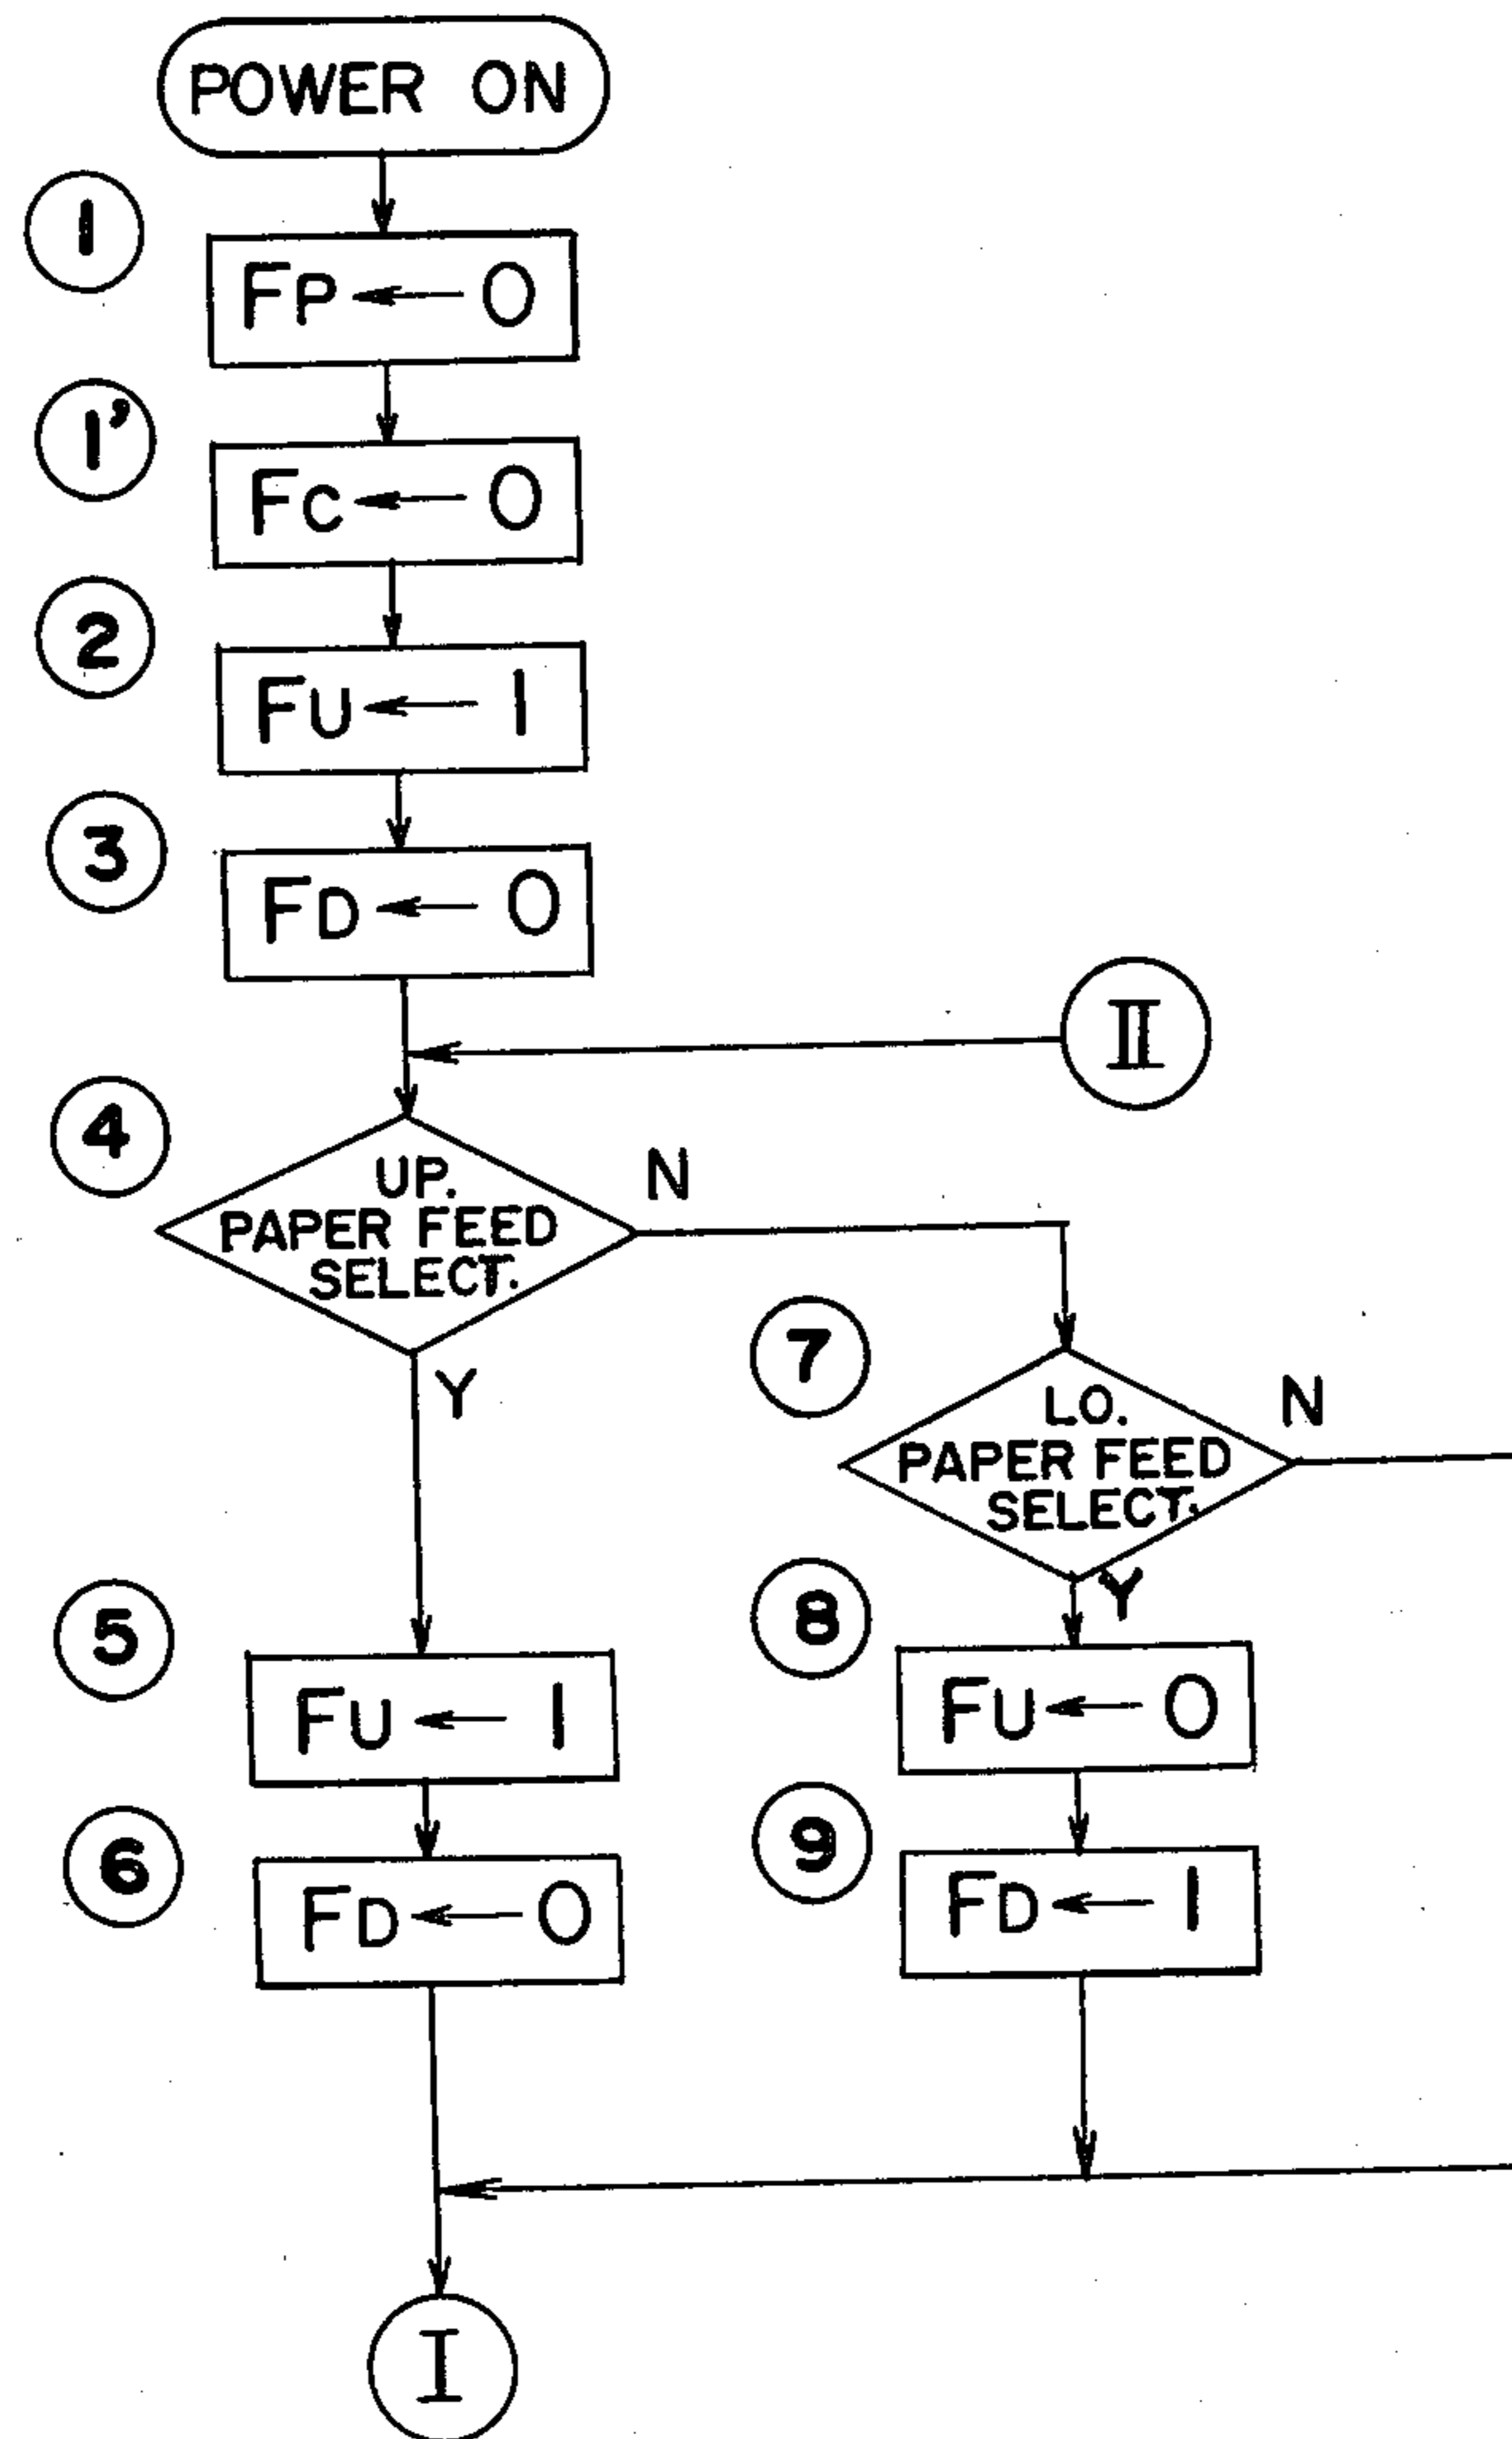 POWER ON
1
FP ← 0
1'
FC ← 0
2
FU ← 1
3
FD ← 0
II
4
UP.
PAPER FEED
SELECT.
N
Y
7
LO.
PAPER FEED
SELECT.
N
Y
5
FU ← 1
8
FU ← 0
6
FD ← 0
9
FD ← 1
I